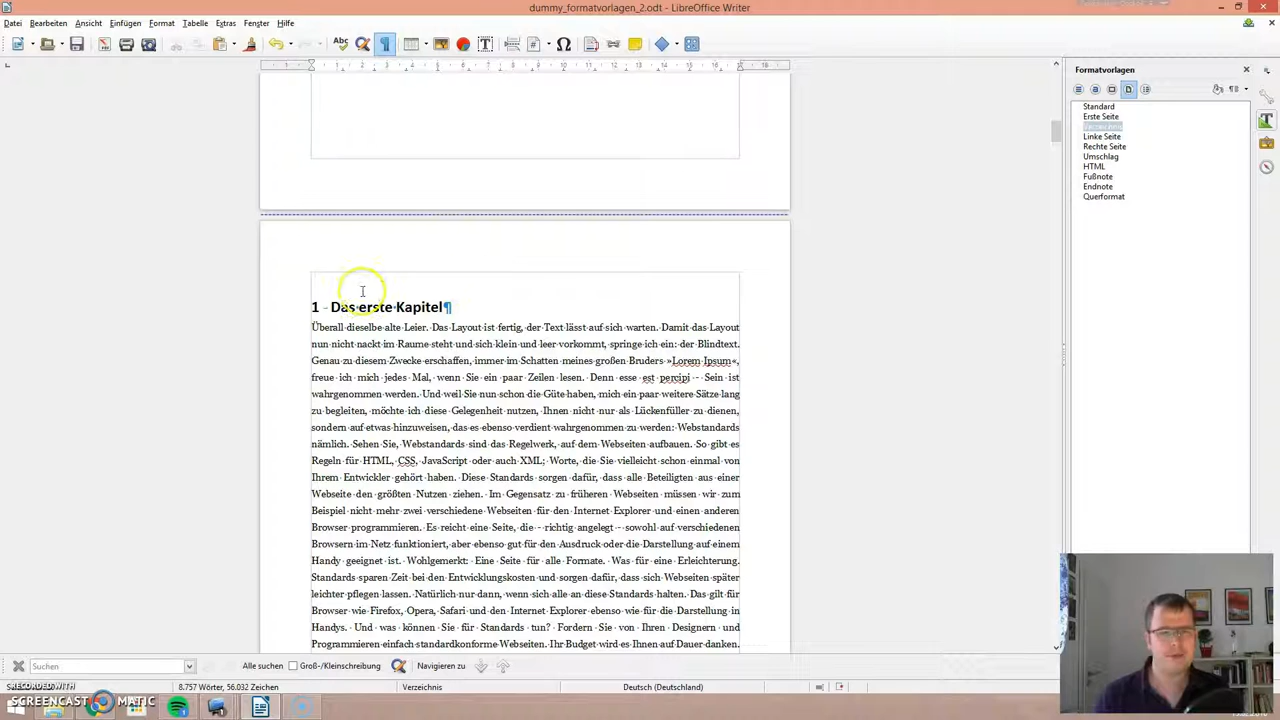 dummy_formatvorlagen_2.odt - LibreOffice Writer
Datei Bearbeiten Ansicht Einfügen Format Tabelle Extras Fenster Hilfe
Formatvorlagen
Standard
Erste Seite
Linke Seite
Rechte Seite
Umschlag
HTML
Fußnote
Endnote
Querformat
1 - Das·erste·Kapitel¶
Überall·dieselbe·alte·Leier.·Das·Layout·ist·fertig,·der·Text·lässt·auf·sich·warten.·Damit·das·Layout
nun·nicht·nackt·im·Raume·steht·und·sich·klein·und·leer·vorkommt,·springe·ich·ein:·der·Blindtext.
Genau·zu·diesem·Zwecke·erschaffen,·immer·im·Schatten·meines·großen·Bruders·»Lorem·Ipsum«,
freue·ich·mich·jedes·Mal,·wenn·Sie·ein·paar·Zeilen·lesen.·Denn·esse·est·percipi·-·Sein·ist
wahrgenommen·werden.·Und·weil·Sie·nun·schon·die·Güte·haben,·mich·ein·paar·weitere·Sätze·lang
zu·begleiten,·möchte·ich·diese·Gelegenheit·nutzen,·Ihnen·nicht·nur·als·Lückenfüller·zu·dienen,
sondern·auf·etwas·hinzuweisen,·das·es·ebenso·verdient·wahrgenommen·zu·werden:·Webstandards
nämlich.·Sehen·Sie,·Webstandards·sind·das·Regelwerk,·auf·dem·Webseiten·aufbauen.·So·gibt·es
Regeln·für·HTML,·CSS,·JavaScript·oder·auch·XML;·Worte,·die·Sie·vielleicht·schon·einmal·von
Ihrem·Entwickler·gehört·haben.·Diese·Standards·sorgen·dafür,·dass·alle·Beteiligten·aus·einer
Webseite·den·größten·Nutzen·ziehen.·Im·Gegensatz·zu·früheren·Webseiten·müssen·wir·zum
Beispiel·nicht·mehr·zwei·verschiedene·Webseiten·für·den·Internet·Explorer·und·einen·anderen
Browser·programmieren.·Es·reicht·eine·Seite,·die·-·richtig·angelegt·-·sowohl·auf·verschiedenen
Browsern·im·Netz·funktioniert,·aber·ebenso·gut·für·den·Ausdruck·oder·die·Darstellung·auf·einem
Handy·geeignet·ist.·Wohlgemerkt:·Eine·Seite·für·alle·Formate.·Was·für·eine·Erleichterung.
Standards·sparen·Zeit·bei·den·Entwicklungskosten·und·sorgen·dafür,·dass·sich·Webseiten·später
leichter·pflegen·lassen.·Natürlich·nur·dann,·wenn·sich·alle·an·diese·Standards·halten.·Das·gilt·für
Browser·wie·Firefox,·Opera,·Safari·und·den·Internet·Explorer·ebenso·wie·für·die·Darstellung·in
Handys.·Und·was·können·Sie·für·Standards·tun?·Fordern·Sie·von·Ihren·Designern·und
Programmieren·einfach·standardkonforme·Webseiten.·Ihr·Budget·wird·es·Ihnen·auf·Dauer·danken.
Suchen Alle suchen Groß-/Kleinschreibung Navigieren zu
8.757 Wörter, 56.032 Zeichen Verzeichnis Deutsch (Deutschland)
RECORDED WITH
SCREENCAST MATIC